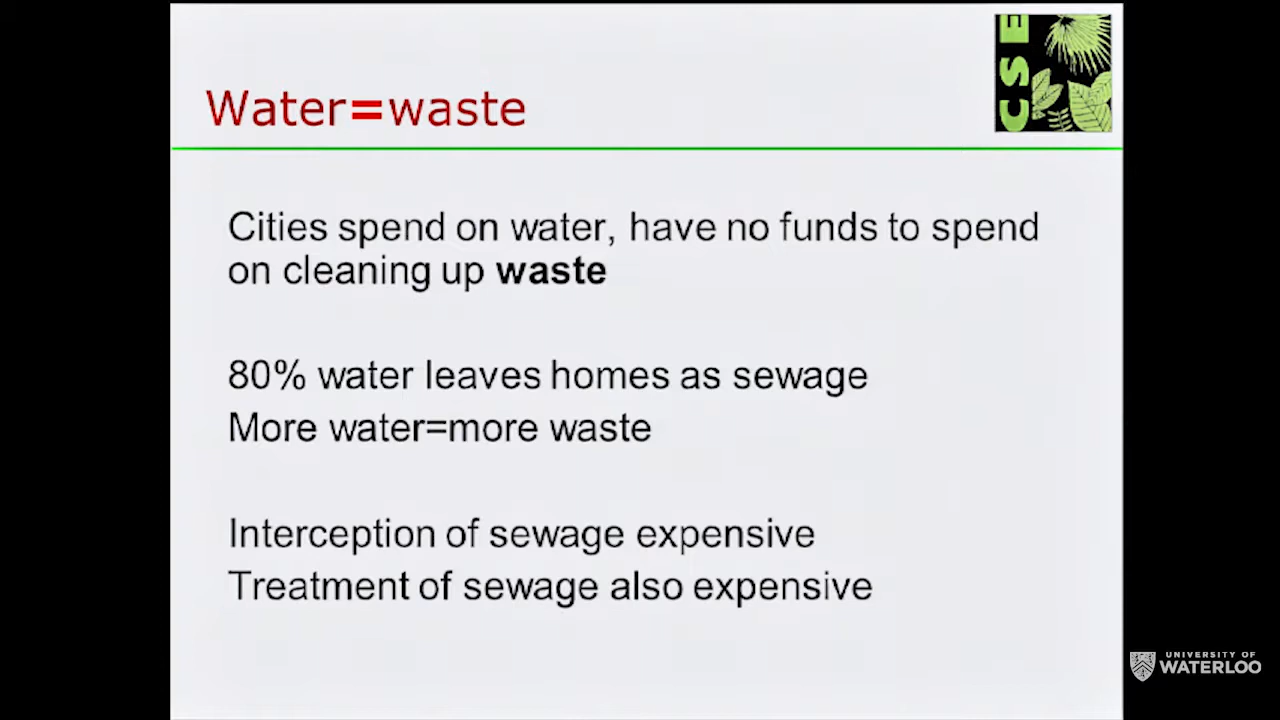 CSE
Water=waste
Cities spend on water, have no funds to spend
on cleaning up waste
80% water leaves homes as sewage
More water=more waste
Interception of sewage expensive
Treatment of sewage also expensive
UNIVERSITY OF
WATERLOO